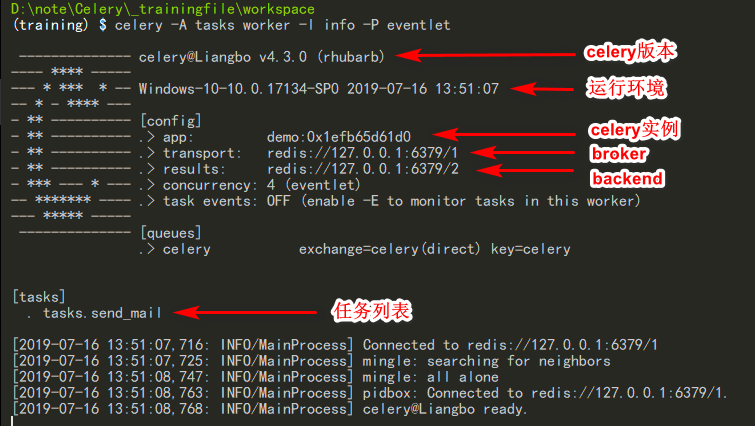 D:\note\Celery\_trainingfile\workspace
(training) $ celery -A tasks worker -l info -P eventlet
-------------- celery@Liangbo v4.3.0 (rhubarb) celery版本
---- **** -----
--- * ***  * -- Windows-10-10.0.17134-SP0 2019-07-16 13:51:07 运行环境
-- * - **** ---
- ** ---------- [config]
- ** ---------- .> app:         demo:0x1efb65d61d0 celery实例
- ** ---------- .> transport:   redis://127.0.0.1:6379/1 broker
- ** ---------- .> results:     redis://127.0.0.1:6379/2 backend
- *** --- * --- .> concurrency: 4 (eventlet)
-- ******* ---- .> task events: OFF (enable -E to monitor tasks in this worker)
--- ***** -----
-------------- [queues]
.> celery           exchange=celery(direct) key=celery
[tasks]
. tasks.send_mail 任务列表
[2019-07-16 13:51:07,716: INFO/MainProcess] Connected to redis://127.0.0.1:6379/1
[2019-07-16 13:51:07,725: INFO/MainProcess] mingle: searching for neighbors
[2019-07-16 13:51:08,747: INFO/MainProcess] mingle: all alone
[2019-07-16 13:51:08,763: INFO/MainProcess] pidbox: Connected to redis://127.0.0.1:6379/1.
[2019-07-16 13:51:08,768: INFO/MainProcess] celery@Liangbo ready.